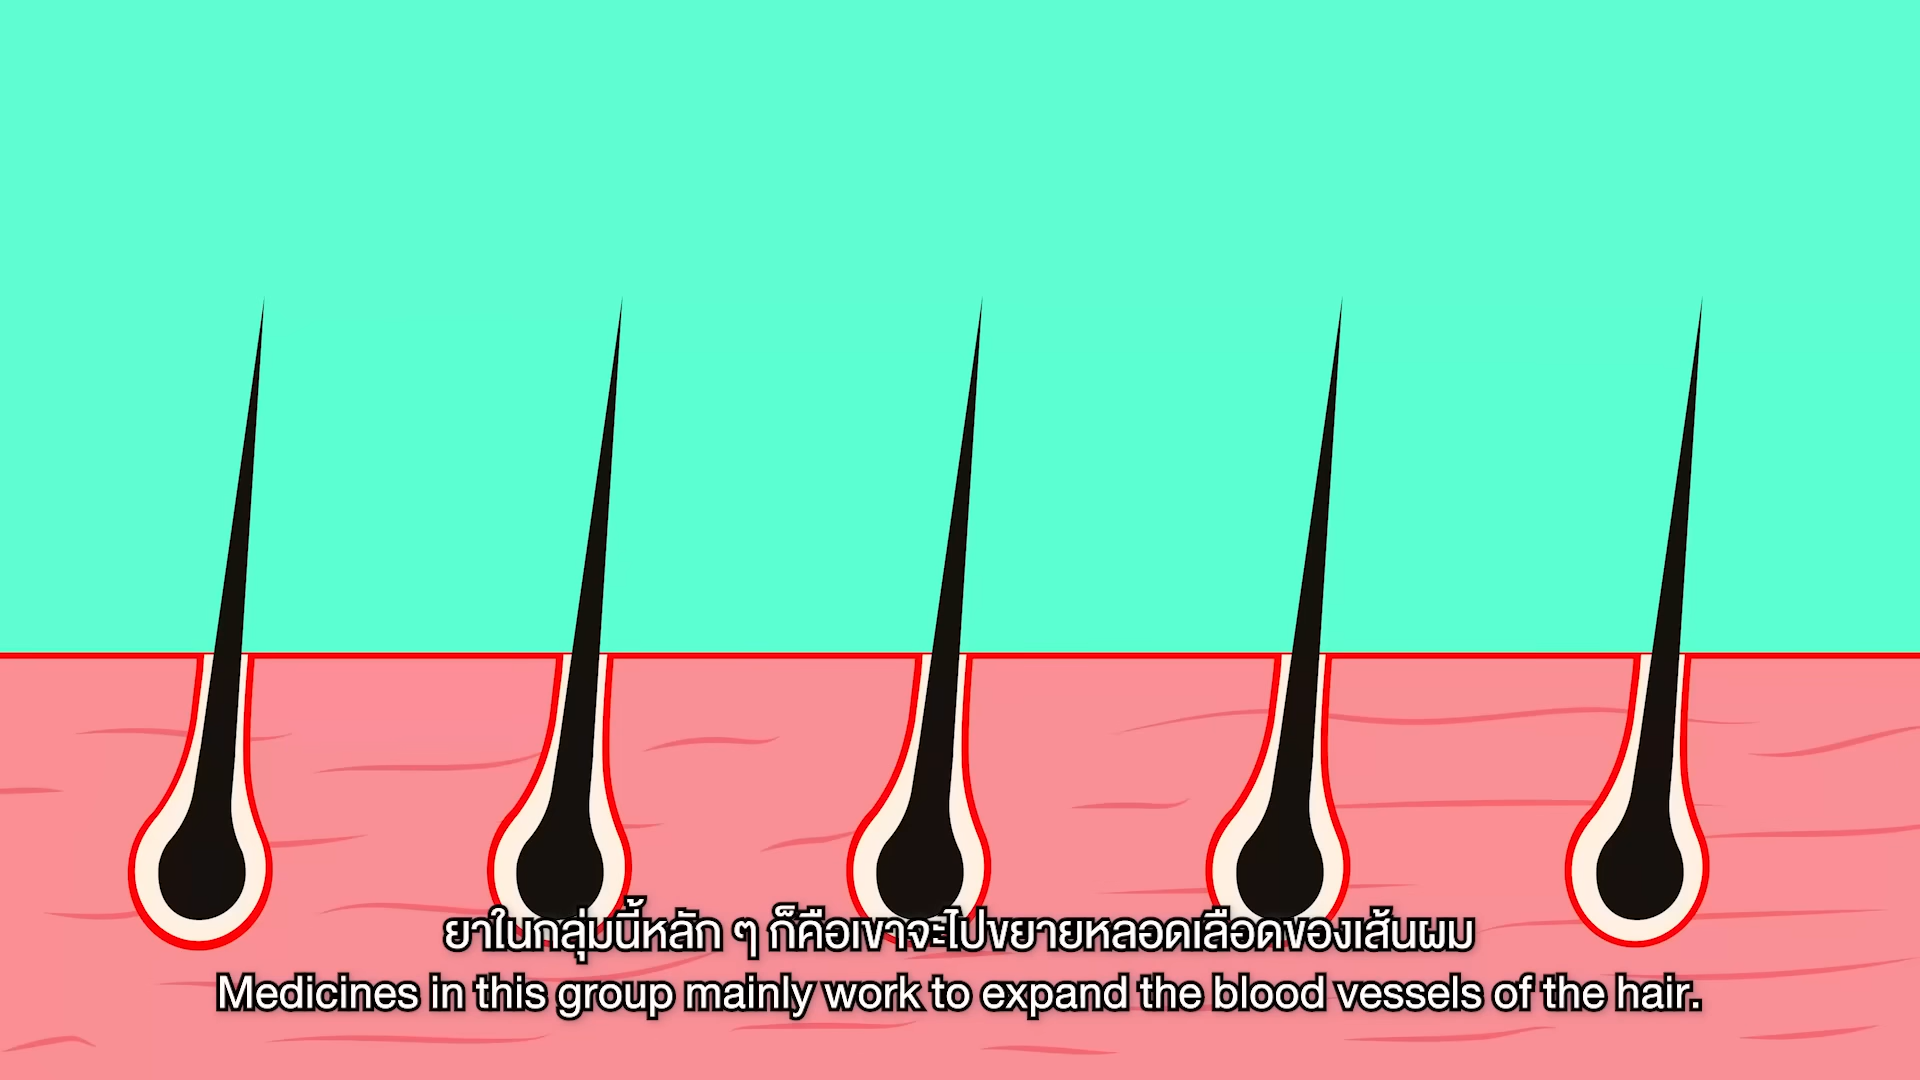 ยาในกลุ่มนี้หลัก ๆ ก็คือเขาจะไปขยายหลอดเลือดของเส้นผม
Medicines in this group mainly work to expand the blood vessels of the hair.